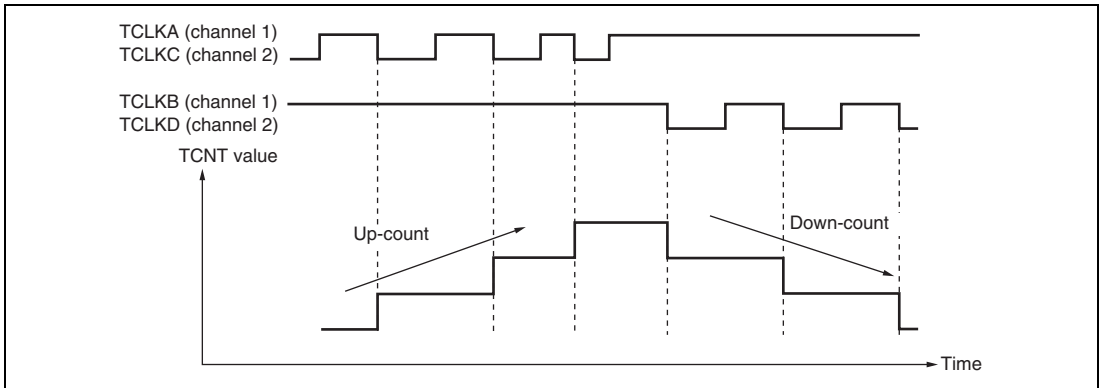 TCLKA (channel 1)
TCLKC (channel 2)
TCLKB (channel 1)
TCLKD (channel 2)
TCNT value
Up-count
Down-count
Time